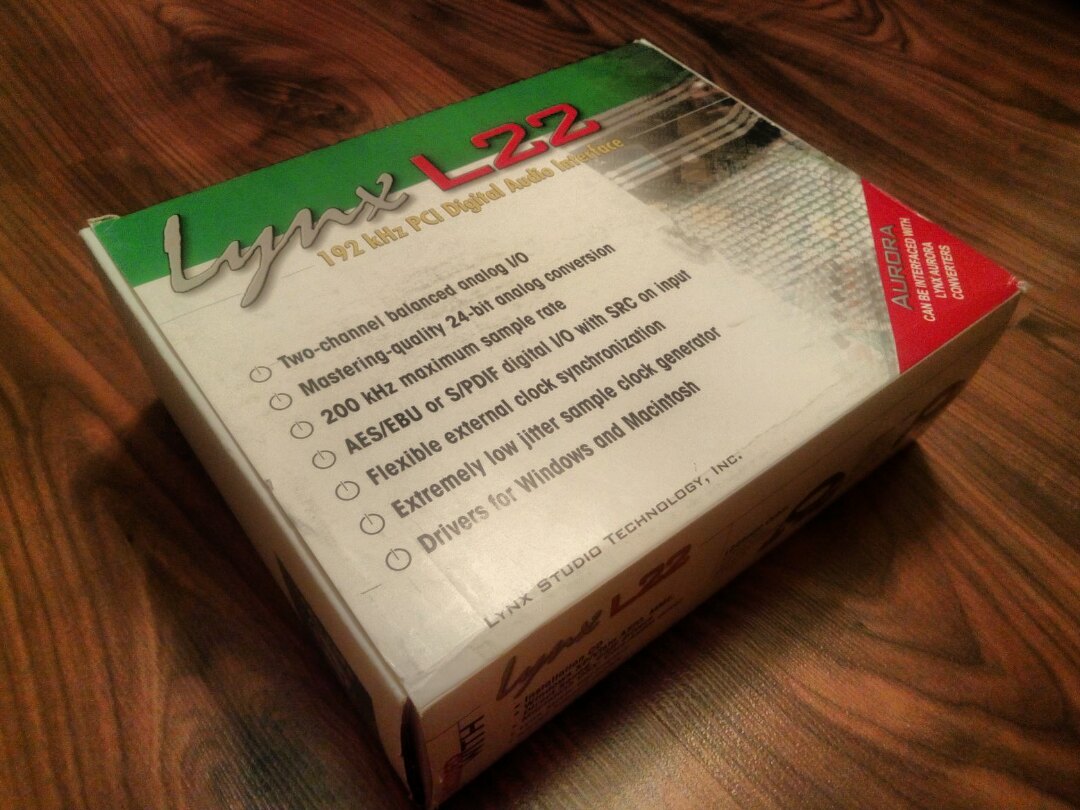 Lynx L22
192 kHz PCI Digital Audio Interface
Two-channel balanced analog I/O
Mastering-quality 24-bit analog conversion
200 kHz maximum sample rate
AES/EBU or S/PDIF digital I/O with SRC on input
Flexible external clock synchronization
Extremely low jitter sample clock generator
Drivers for Windows and Macintosh
AURORA
CAN BE INTERFACED WITH
LYNX AURORA
CONVERTERS
LYNX STUDIO TECHNOLOGY, INC.
Lynx L22